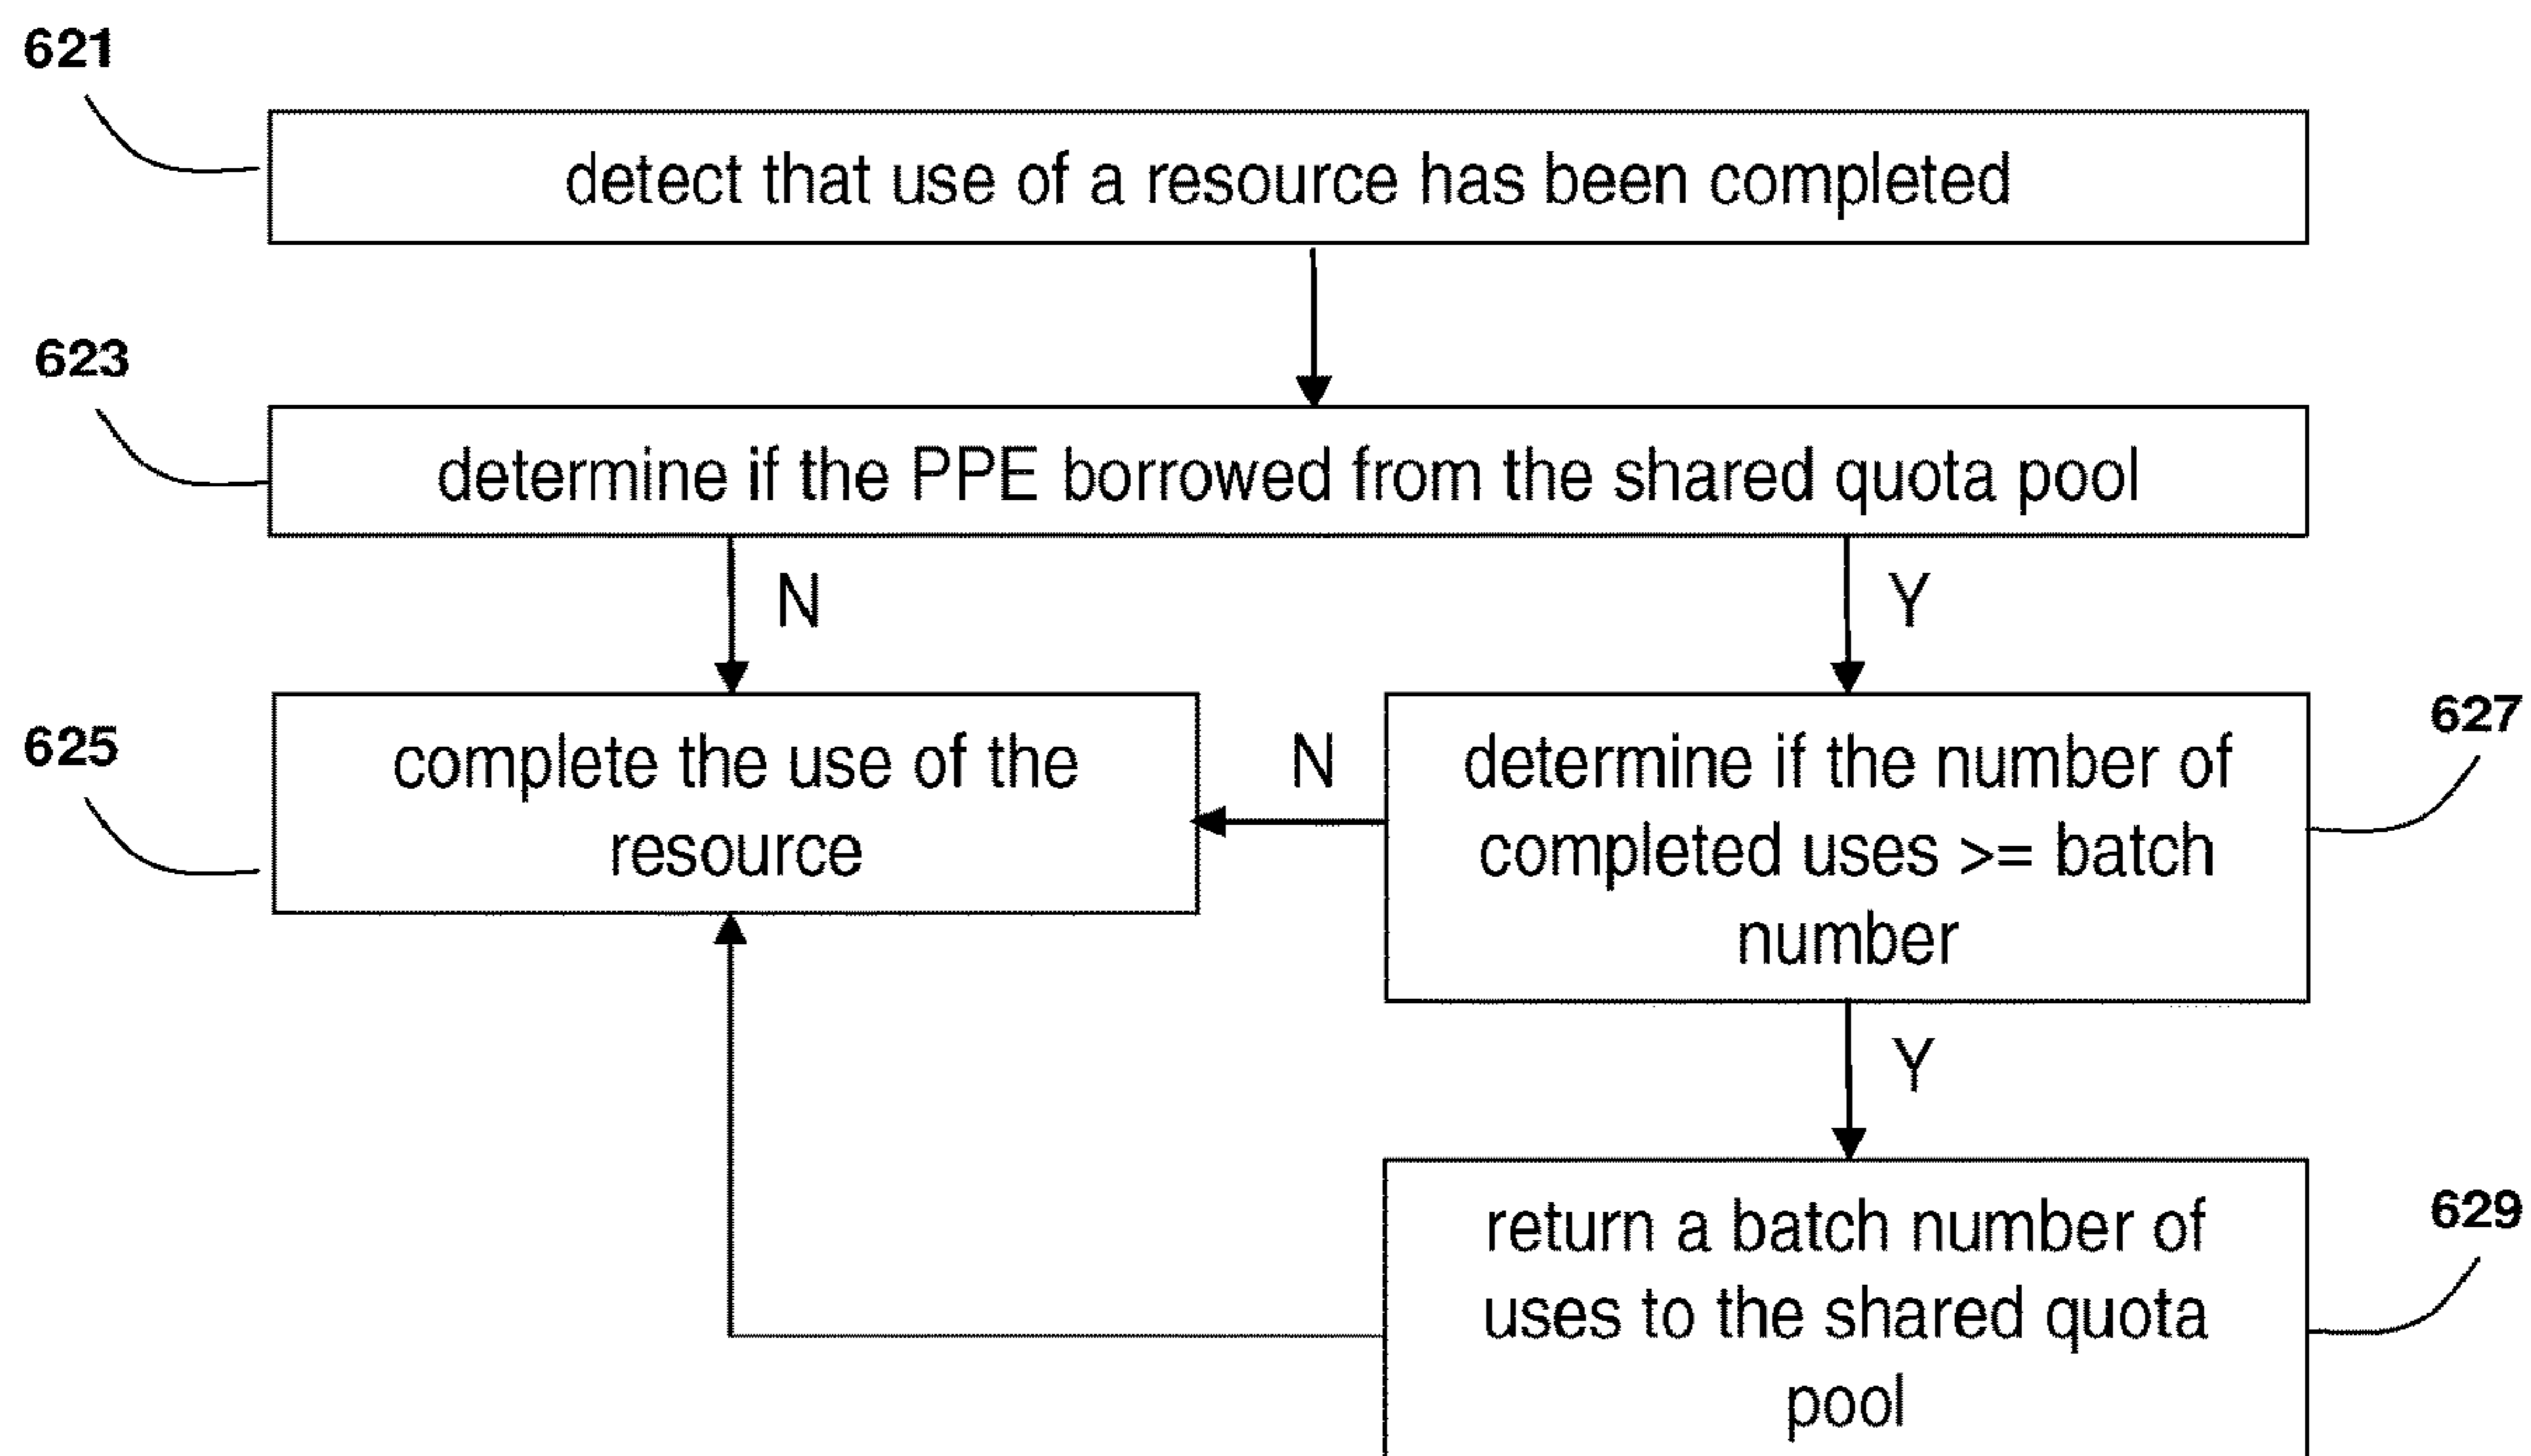 621
detect that use of a resource has been completed
623
determine if the PPE borrowed from the shared quota pool
N
Y
625
complete the use of the
resource
N
determine if the number of
completed uses >= batch
number
627
Y
return a batch number of
uses to the shared quota
pool
629